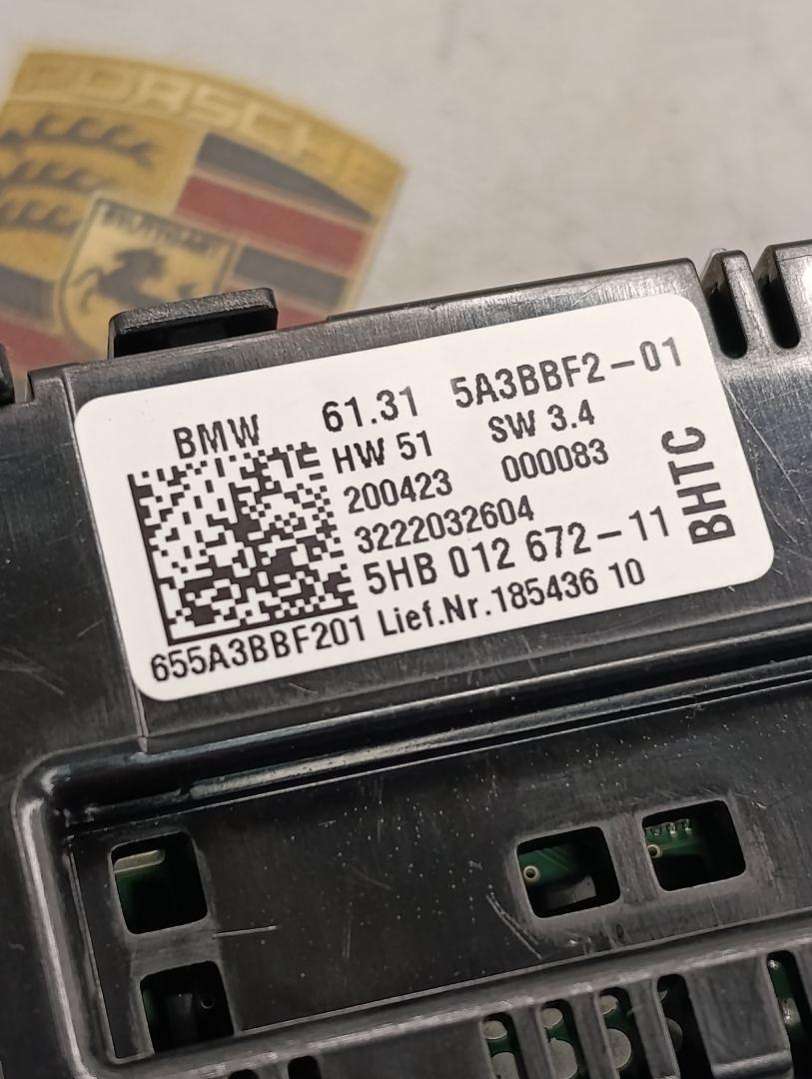 PORSCHE
STUTTGART
BMW 61.31 5A3BBF2-01
HW 51 SW 3.4
200423 000083
3222032604
5HB 012 672-11
655A3BBF201 Lief.Nr.185436 10
BHTC